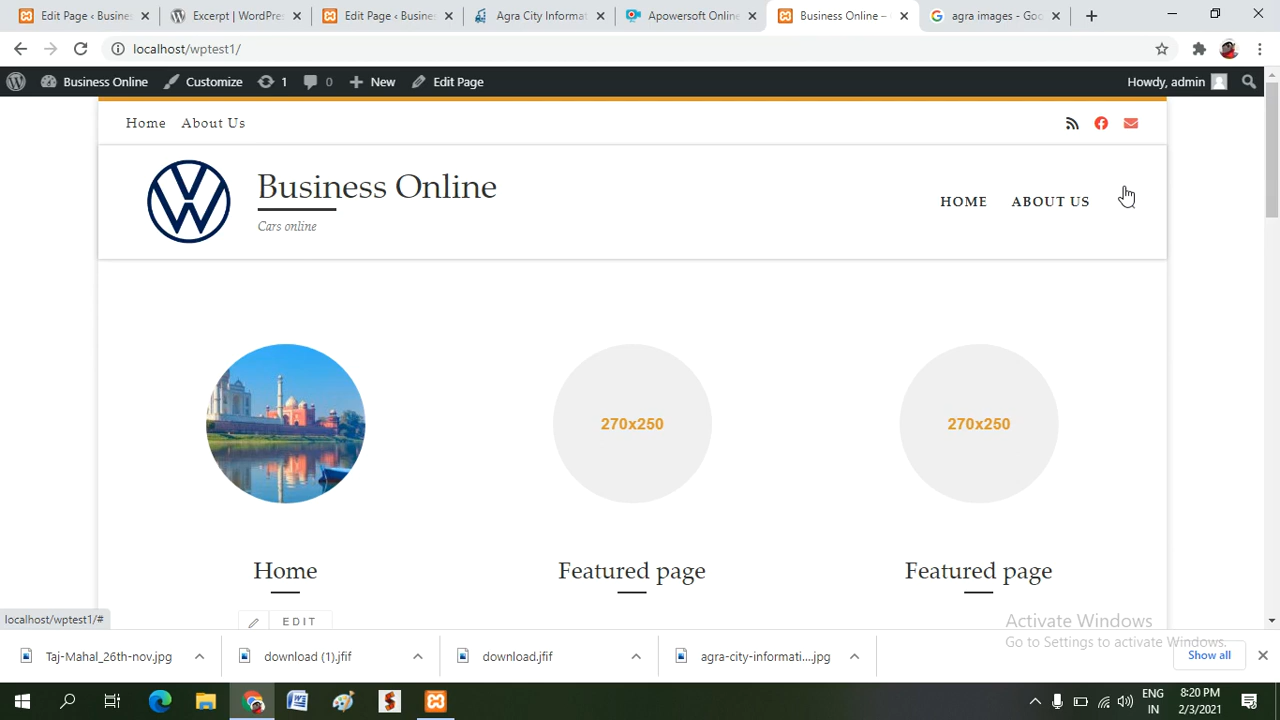 Edit Page ‹ Busines
Excerpt | WordPres
Edit Page ‹ Busines
Agra City Informat
Apowersoft Online
Business Online –
agra images - Goo
localhost/wptest1/
Business Online
Customize
1
0
New
Edit Page
Howdy, admin
Home
About Us
Business Online
Cars online
HOME
ABOUT US
270x250
270x250
Home
Featured page
Featured page
localhost/wptest1/#
EDIT
Activate Windows
Go to Settings to activate Windows.
Taj-Mahal_26th-nov.jpg
download (1).jfif
download.jfif
agra-city-informati....jpg
Show all
ENG
IN
8:20 PM
2/3/2021